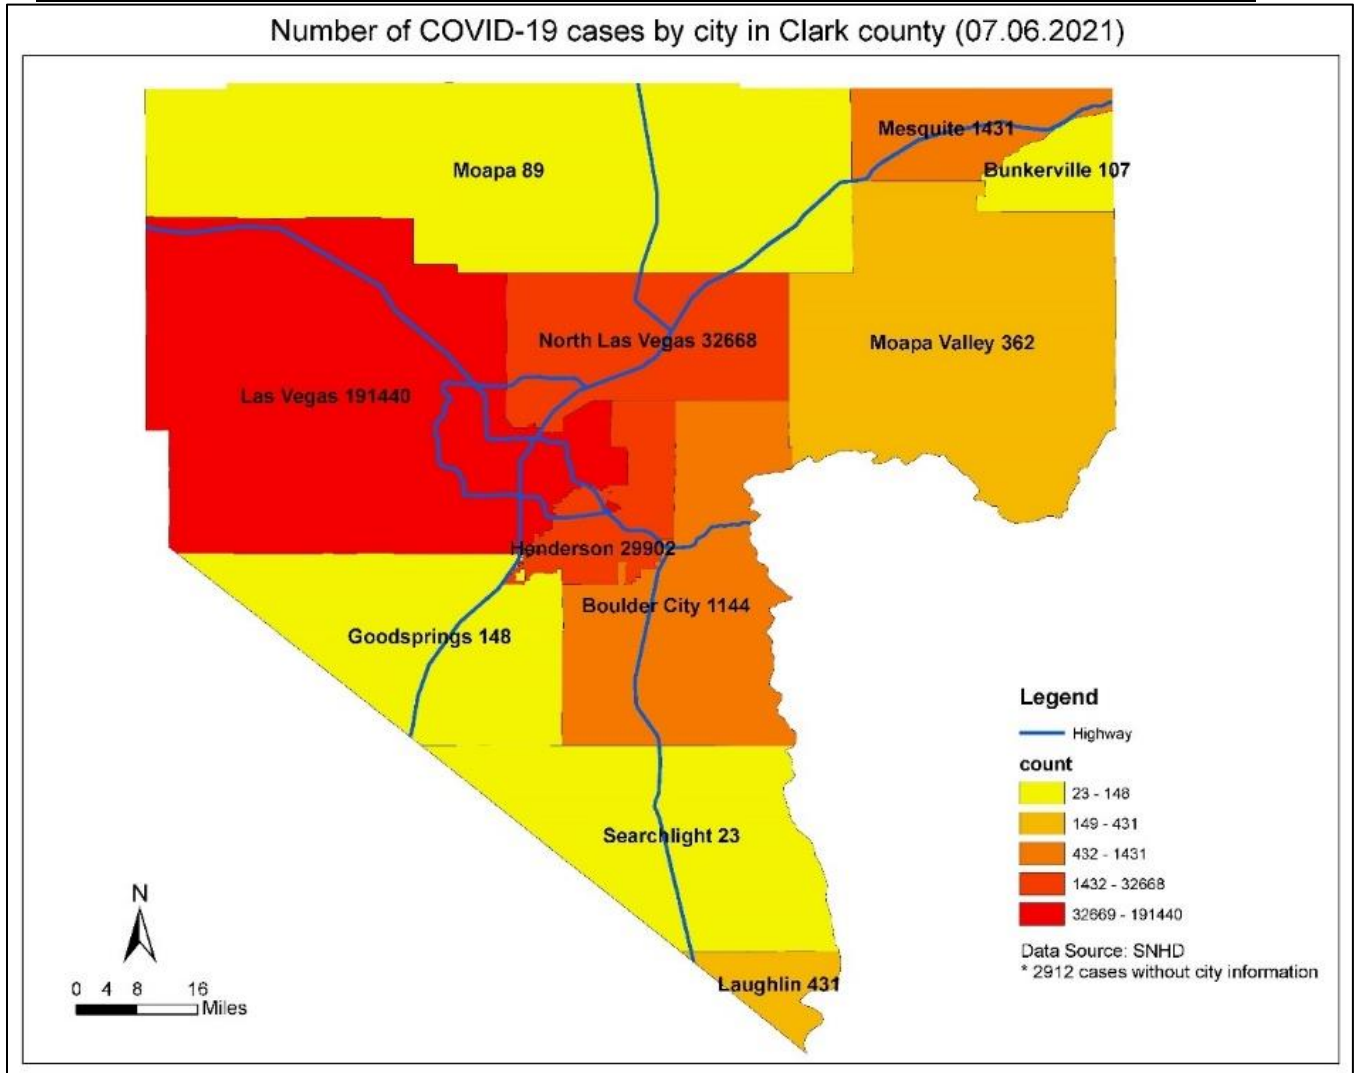 Number of COVID-19 cases by city in Clark county (07.06.2021)
Mesquite 1431
Moapa 89
Bunkerville 107
North Las Vegas 32668
Moapa Valley 362
Las Vegas 191440
Henderson 29902
Boulder City 1144
Goodsprings 148
Searchlight 23
Laughlin 431
Legend
Highway
count
23 - 148
149 - 431
432 - 1431
1432 - 32668
32669 - 191440
Data Source: SNHD
* 2912 cases without city information
N
0 4 8 16
Miles